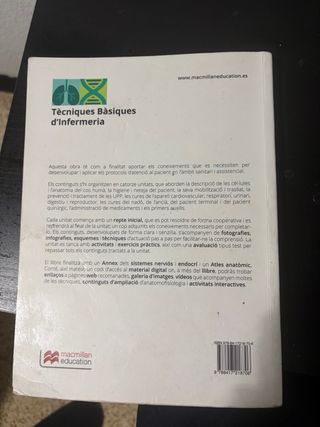 www.macmillaneducation.es
Tècniques Bàsiques
d'Infermeria
Aquesta obra té com a finalitat aportar els coneixements que es necessiten per
desenvolupar i aplicar els protocols d'atenció al pacient en l'àmbit sanitari i assistencial.
Els continguts s'hi organitzen en catorze unitats, que aborden la descripció de les cèl·lules
i l'anatomia del cos humà, la higiene i neteja del pacient, la seva mobilització i trasllat, la
prevenció i tractament de les UPP, les cures de l'aparell cardiovascular, respiratori, urinari,
digestiu i reproductor, les cures del nadó, de l'ancià, del pacient terminal i del pacient
quirúrgic, l'administració de medicaments i els primers auxilis.
Cada unitat comença amb un repte inicial, que es pot resoldre de forma cooperativa i es
reprendrà al final de la unitat un cop adquirits els coneixements necessaris per completar-
lo. Els continguts, desenvolupats de forma clara i senzilla, s'acompanyen de fotografies,
infografies, esquemes i tècniques d'actuació pas a pas per facilitar-ne la comprensió. La
unitat es tanca amb activitats i exercicis pràctics, així com una avaluació tipus test per
repassar tots els continguts tractats a la unitat.
El llibre finalitza amb un Annex dels sistemes nerviós i endocrí i un Atles anatòmic.
Conté, així mateix, un codi d'accés al material digital on, a més del llibre, podràs trobar
enllaços a pàgines web recomanades, galeria d'imatges, vídeos que acompanyen moltes
de les tècniques, continguts d'ampliació d'anatomofisiologia i activitats interactives.
macmillan
education